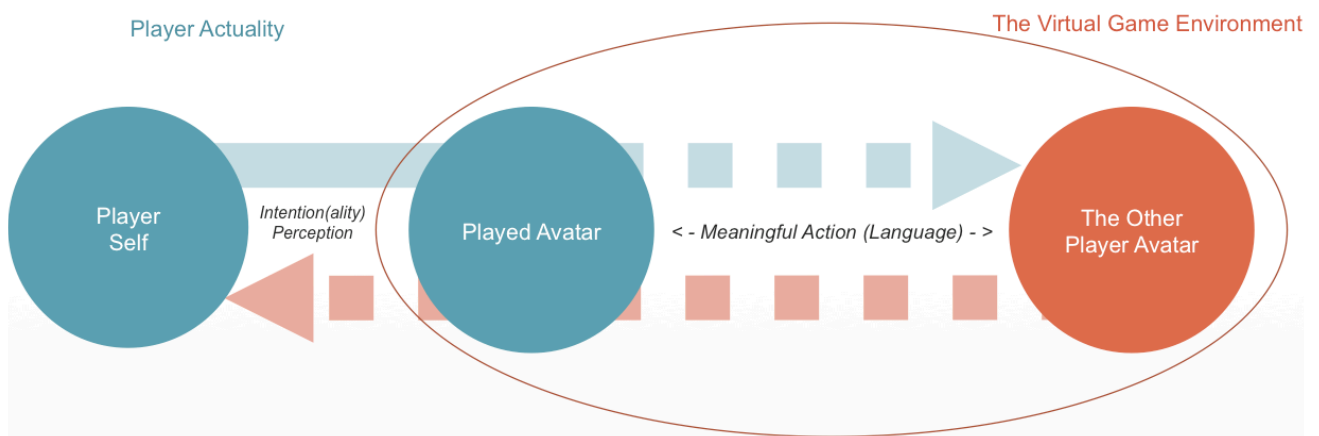 Player Actuality
The Virtual Game Environment
Player
Self
Intention(ality)
Perception
Played Avatar
< - Meaningful Action (Language) - >
The Other
Player Avatar